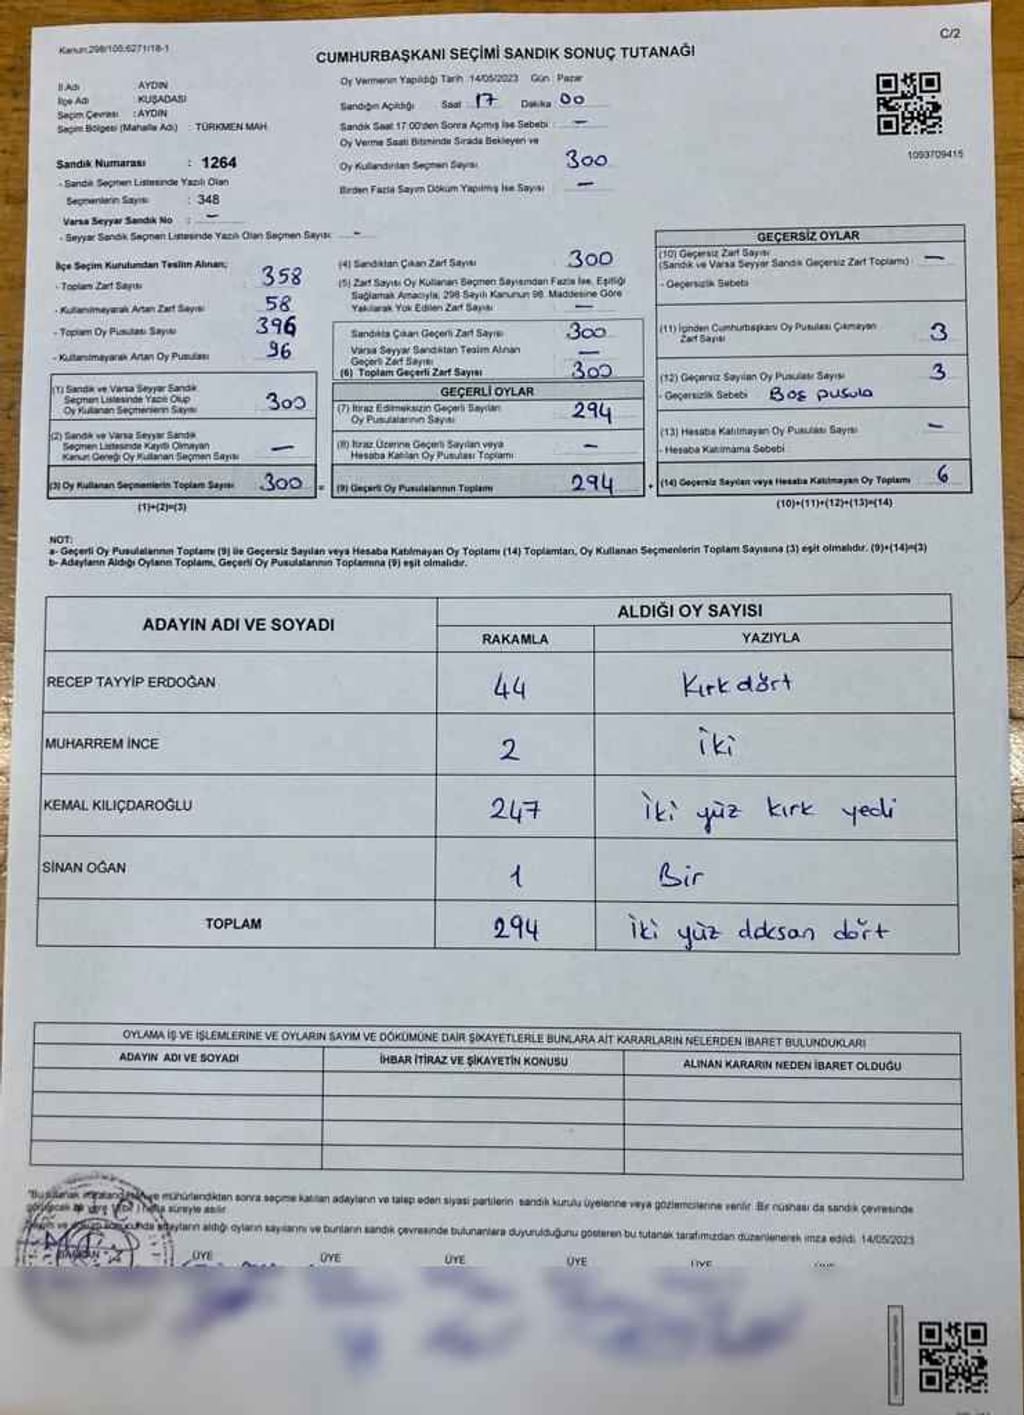 Kanun:298/105;6271/18-1
C/2
CUMHURBAŞKANI SEÇİMİ SANDIK SONUÇ TUTANAĞI
İl Adı : AYDIN
İlçe Adı : KUŞADASI
Seçim Çevresi : AYDIN
Seçim Bölgesi (Mahalle Adı) : TÜRKMEN MAH.
Sandık Numarası : 1264
- Sandık Seçmen Listesinde Yazılı Olan
Seçmenlerin Sayısı : 348
Varsa Seyyar Sandık No : -
- Seyyar Sandık Seçmen Listesinde Yazılı Olan Seçmen Sayısı: -
Oy Vermenin Yapıldığı Tarih :14/05/2023 Gün : Pazar
Sandığın Açıldığı Saat : 17 Dakika 00
Sandık Saat 17:00'den Sonra Açımış İse Sebebi : -
Oy Verme Saati Bitiminde Sırada Bekleyen ve
Oy Kullandırılan Seçmen Sayısı 300
Birden Fazla Sayım Döküm Yapılmış İse Sayısı -
1093709415
İlçe Seçim Kurulundan Teslim Alınan;
- Toplam Zarf Sayısı 358
- Kullanılmayarak Artan Zarf Sayısı 58
- Toplam Oy Pusulası Sayısı 396
- Kullanılmayarak Artan Oy Pusulası 96
(1) Sandık ve Varsa Seyyar Sandık
Seçmen Listesinde Yazılı Olup
Oy Kullanan Seçmenlerin Sayısı 300
(2) Sandık ve Varsa Seyyar Sandık
Seçmen Listesinde Kayıtlı Olmayan
Kanun Gereği Oy Kullanan Seçmen Sayısı -
(3) Oy Kullanan Seçmenlerin Toplam Sayısı 300 =
(1)+(2)=(3)
(4) Sandıktan Çıkan Zarf Sayısı 300
(5) Zarf Sayısı Oy Kullanan Seçmen Sayısından Fazla İse, Eşitliği
Sağlamak Amacıyla, 298 Sayılı Kanunun 98. Maddesine Göre
Yakılarak Yok Edilen Zarf Sayısı -
Sandıkta Çıkan Geçerli Zarf Sayısı 300
Varsa Seyyar Sandıktan Teslim Alınan
Geçerli Zarf Sayısı -
(6) Toplam Geçerli Zarf Sayısı 300
GEÇERLİ OYLAR
(7) İtiraz Edilmeksizin Geçerli Sayılan
Oy Pusulalarının Sayısı 294
(8) İtiraz Üzerine Geçerli Sayılan veya
Hesaba Katılan Oy Pusulası Toplamı -
(9) Geçerli Oy Pusulalarının Toplamı 294 +
GEÇERSİZ OYLAR
(10) Geçersiz Zarf Sayısı
(Sandık ve Varsa Seyyar Sandık Geçersiz Zarf Toplamı) : -
- Geçersizlik Sebebi
(11) İçinden Cumhurbaşkanı Oy Pusulası Çıkmayan
Zarf Sayısı 3
(12) Geçersiz Sayılan Oy Pusulası Sayısı 3
- Geçersizlik Sebebi Boş pusula
(13) Hesaba Katılmayan Oy Pusulası Sayısı -
- Hesaba Katılmama Sebebi
(14) Geçersiz Sayılan veya Hesaba Katılmayan Oy Toplamı 6
(10)+(11)+(12)+(13)=(14)
NOT:
a- Geçerli Oy Pusulalarının Toplamı (9) ile Geçersiz Sayılan veya Hesaba Katılmayan Oy Toplamı (14) Toplamları, Oy Kullanan Seçmenlerin Toplam Sayısına (3) eşit olmalıdır. (9)+(14)=(3)
b- Adayların Aldığı Oyların Toplamı, Geçerli Oy Pusulalarının Toplamına (9) eşit olmalıdır.
ADAYIN ADI VE SOYADI ALDIĞI OY SAYISI
RAKAMLA YAZIYLA
RECEP TAYYİP ERDOĞAN 44 Kırk dört
MUHARREM İNCE 2 İki
KEMAL KILIÇDAROĞLU 247 İki yüz kırk yedi
SİNAN OĞAN 1 Bir
TOPLAM 294 İki yüz doksan dört
OYLAMA İŞ VE İŞLEMLERİNE VE OYLARIN SAYIM VE DÖKÜMÜNE DAİR ŞİKAYETLERLE BUNLARA AİT KARARLARIN NELERDEN İBARET BULUNDUKLARI
ADAYIN ADI VE SOYADI İHBAR İTİRAZ VE ŞİKAYETİN KONUSU ALINAN KARARIN NEDEN İBARET OLDUĞU
mühürlendikten sonra seçime katılan adayların ve talep eden siyasi partilerin sandık kurulu üyelerine veya gözlemcilerine verilir. Bir nüshası da sandık çevresinde
süreyle asılır.
adayların aldığı oyların sayılarını ve bunların sandık çevresinde bulunanlara duyurulduğunu gösteren bu tutanak tarafımızdan düzenlenerek imza edildi. 14/05/2023
BAŞKAN ÜYE ÜYE ÜYE ÜYE ÜYE